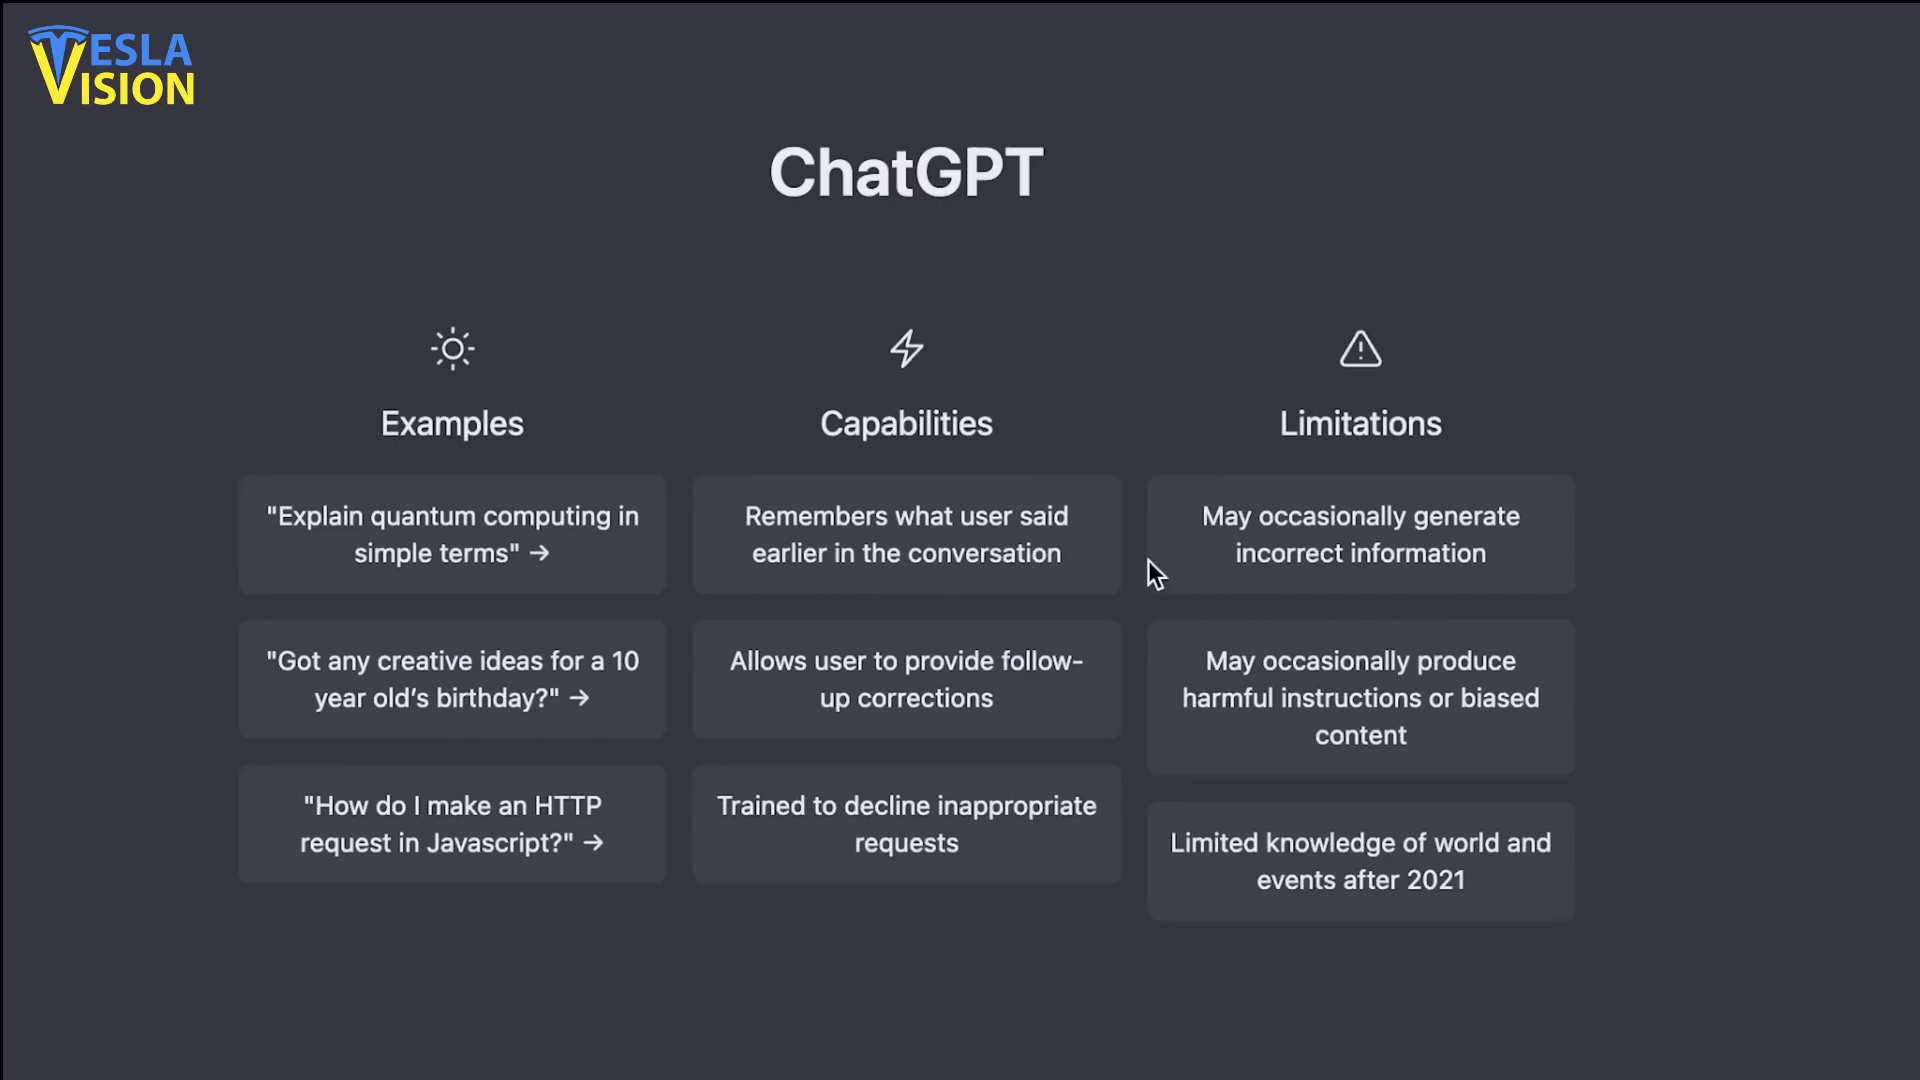 TESLA
VISION
ChatGPT
Examples
"Explain quantum computing in
simple terms" →
"Got any creative ideas for a 10
year old’s birthday?" →
"How do I make an HTTP
request in Javascript?" →
Capabilities
Remembers what user said
earlier in the conversation
Allows user to provide follow-
up corrections
Trained to decline inappropriate
requests
Limitations
May occasionally generate
incorrect information
May occasionally produce
harmful instructions or biased
content
Limited knowledge of world and
events after 2021